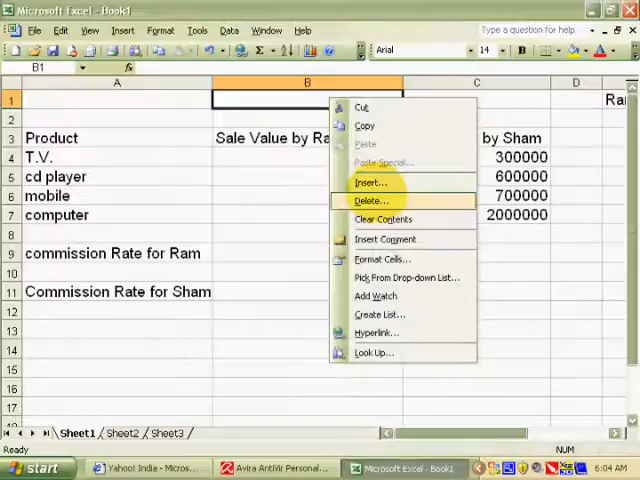 Microsoft Excel - Book1
File Edit View Insert Format Tools Data Window Help
Type a question for help
Arial 14 B A
B1
A B C D
1 Ra
2
3 Product Sale Value by Ra by Sham
4 T.V. 300000
5 cd player 600000
6 mobile 700000
7 computer 2000000
8
9 commission Rate for Ram
10
11 Commission Rate for Sham
12
13
14
15
16
17
Cut
Copy
Paste
Paste Special...
Insert...
Delete...
Clear Contents
Insert Comment
Format Cells...
Pick From Drop-down List...
Add Watch
Create List...
Hyperlink...
Look Up...
Sheet1 Sheet2 Sheet3
Ready NUM
start Yahoo! India - Micros... Avira AntiVir Personal... Microsoft Excel - Book1 6:04 AM